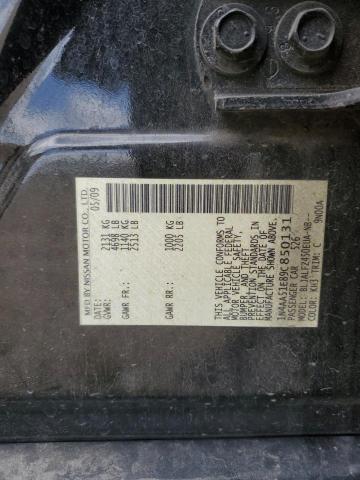 MFD BY NISSAN MOTOR CO., LTD.
05/09
GVWR: 2131 KG
4698 LB
GAWR FR: 1140 KG
2513 LB
GAWR RR: 1000 KG
2205 LB
THIS VEHICLE CONFORMS TO
ALL APPLICABLE FEDERAL
MOTOR VEHICLE SAFETY,
BUMPER, AND THEFT
PREVENTION STANDARDS
IN EFFECT ON THE DATE OF
MANUFACTURE SHOWN ABOVE.
850131
PASSENGER CAR
COLOR: KH3 TRIM: C